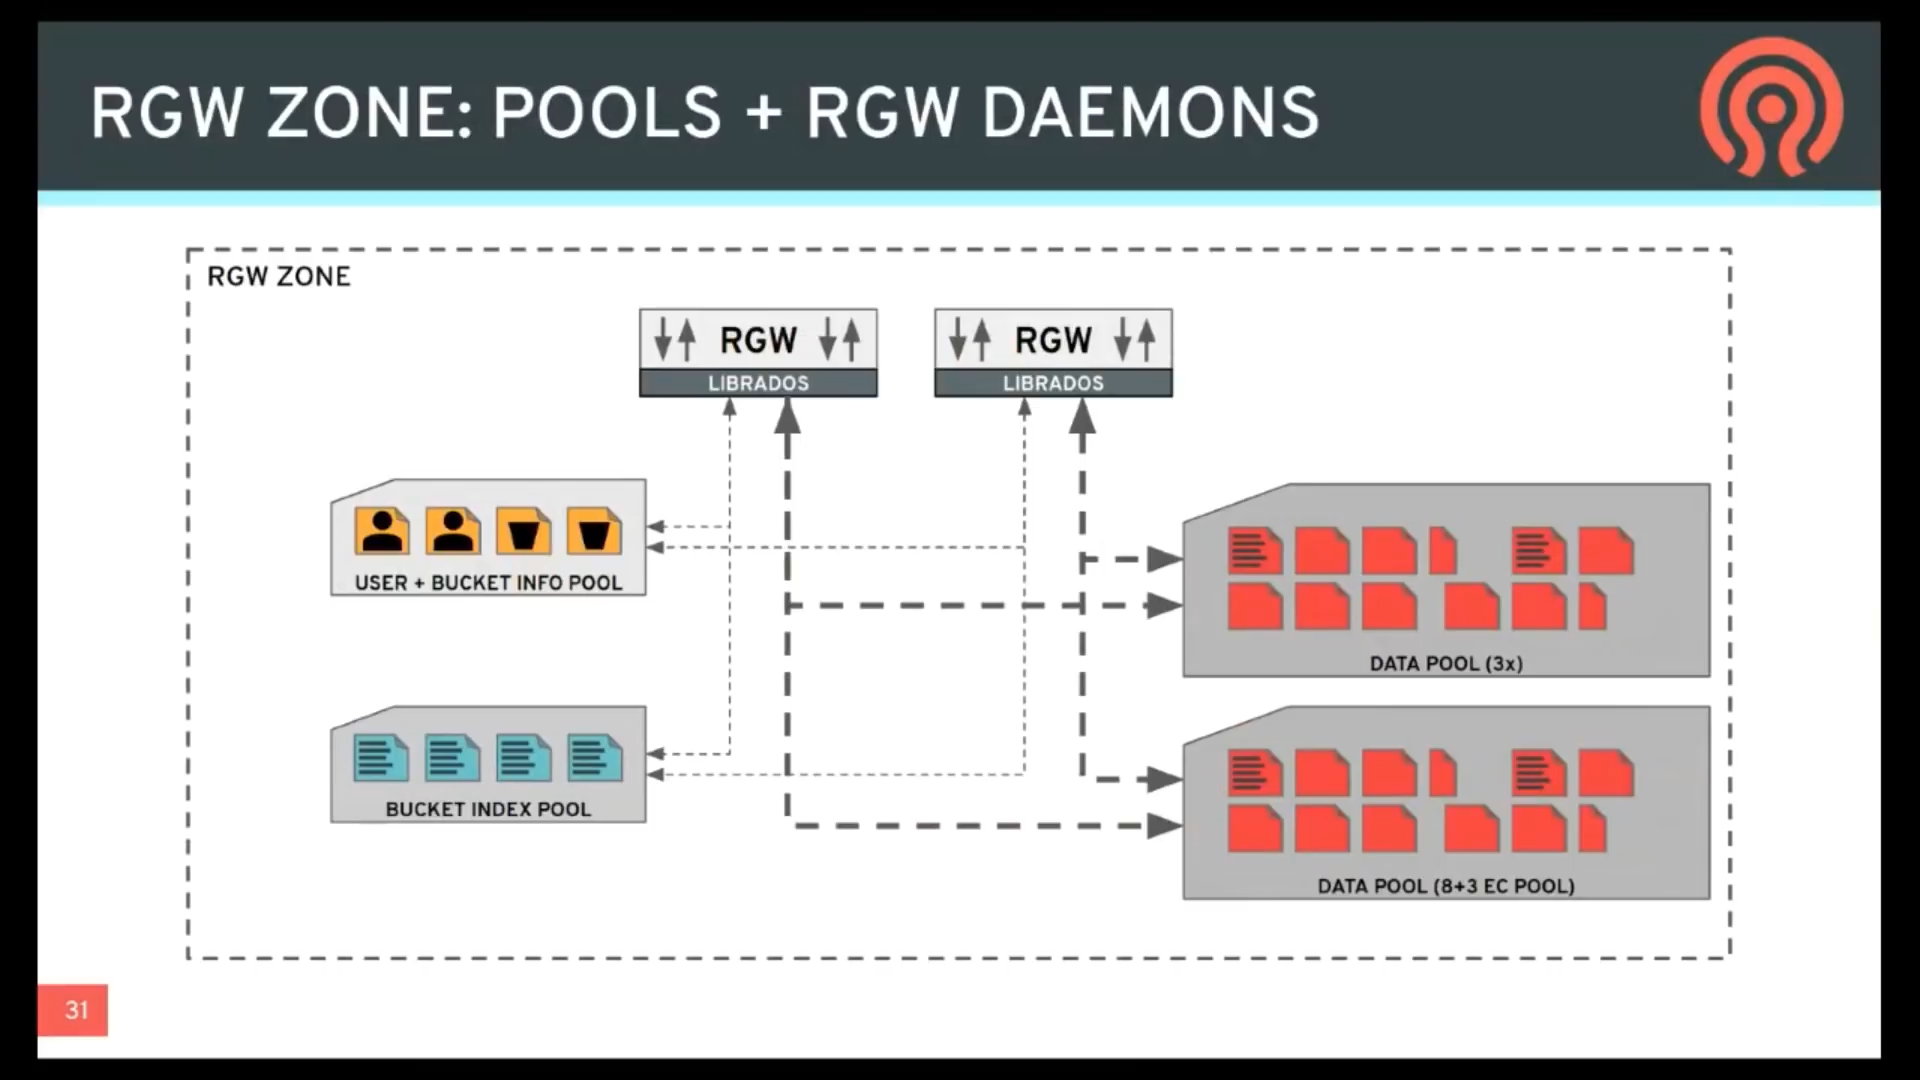 RGW ZONE: POOLS + RGW DAEMONS
RGW ZONE
RGW
LIBRADOS
RGW
LIBRADOS
USER + BUCKET INFO POOL
DATA POOL (3x)
BUCKET INDEX POOL
DATA POOL (8+3 EC POOL)
31